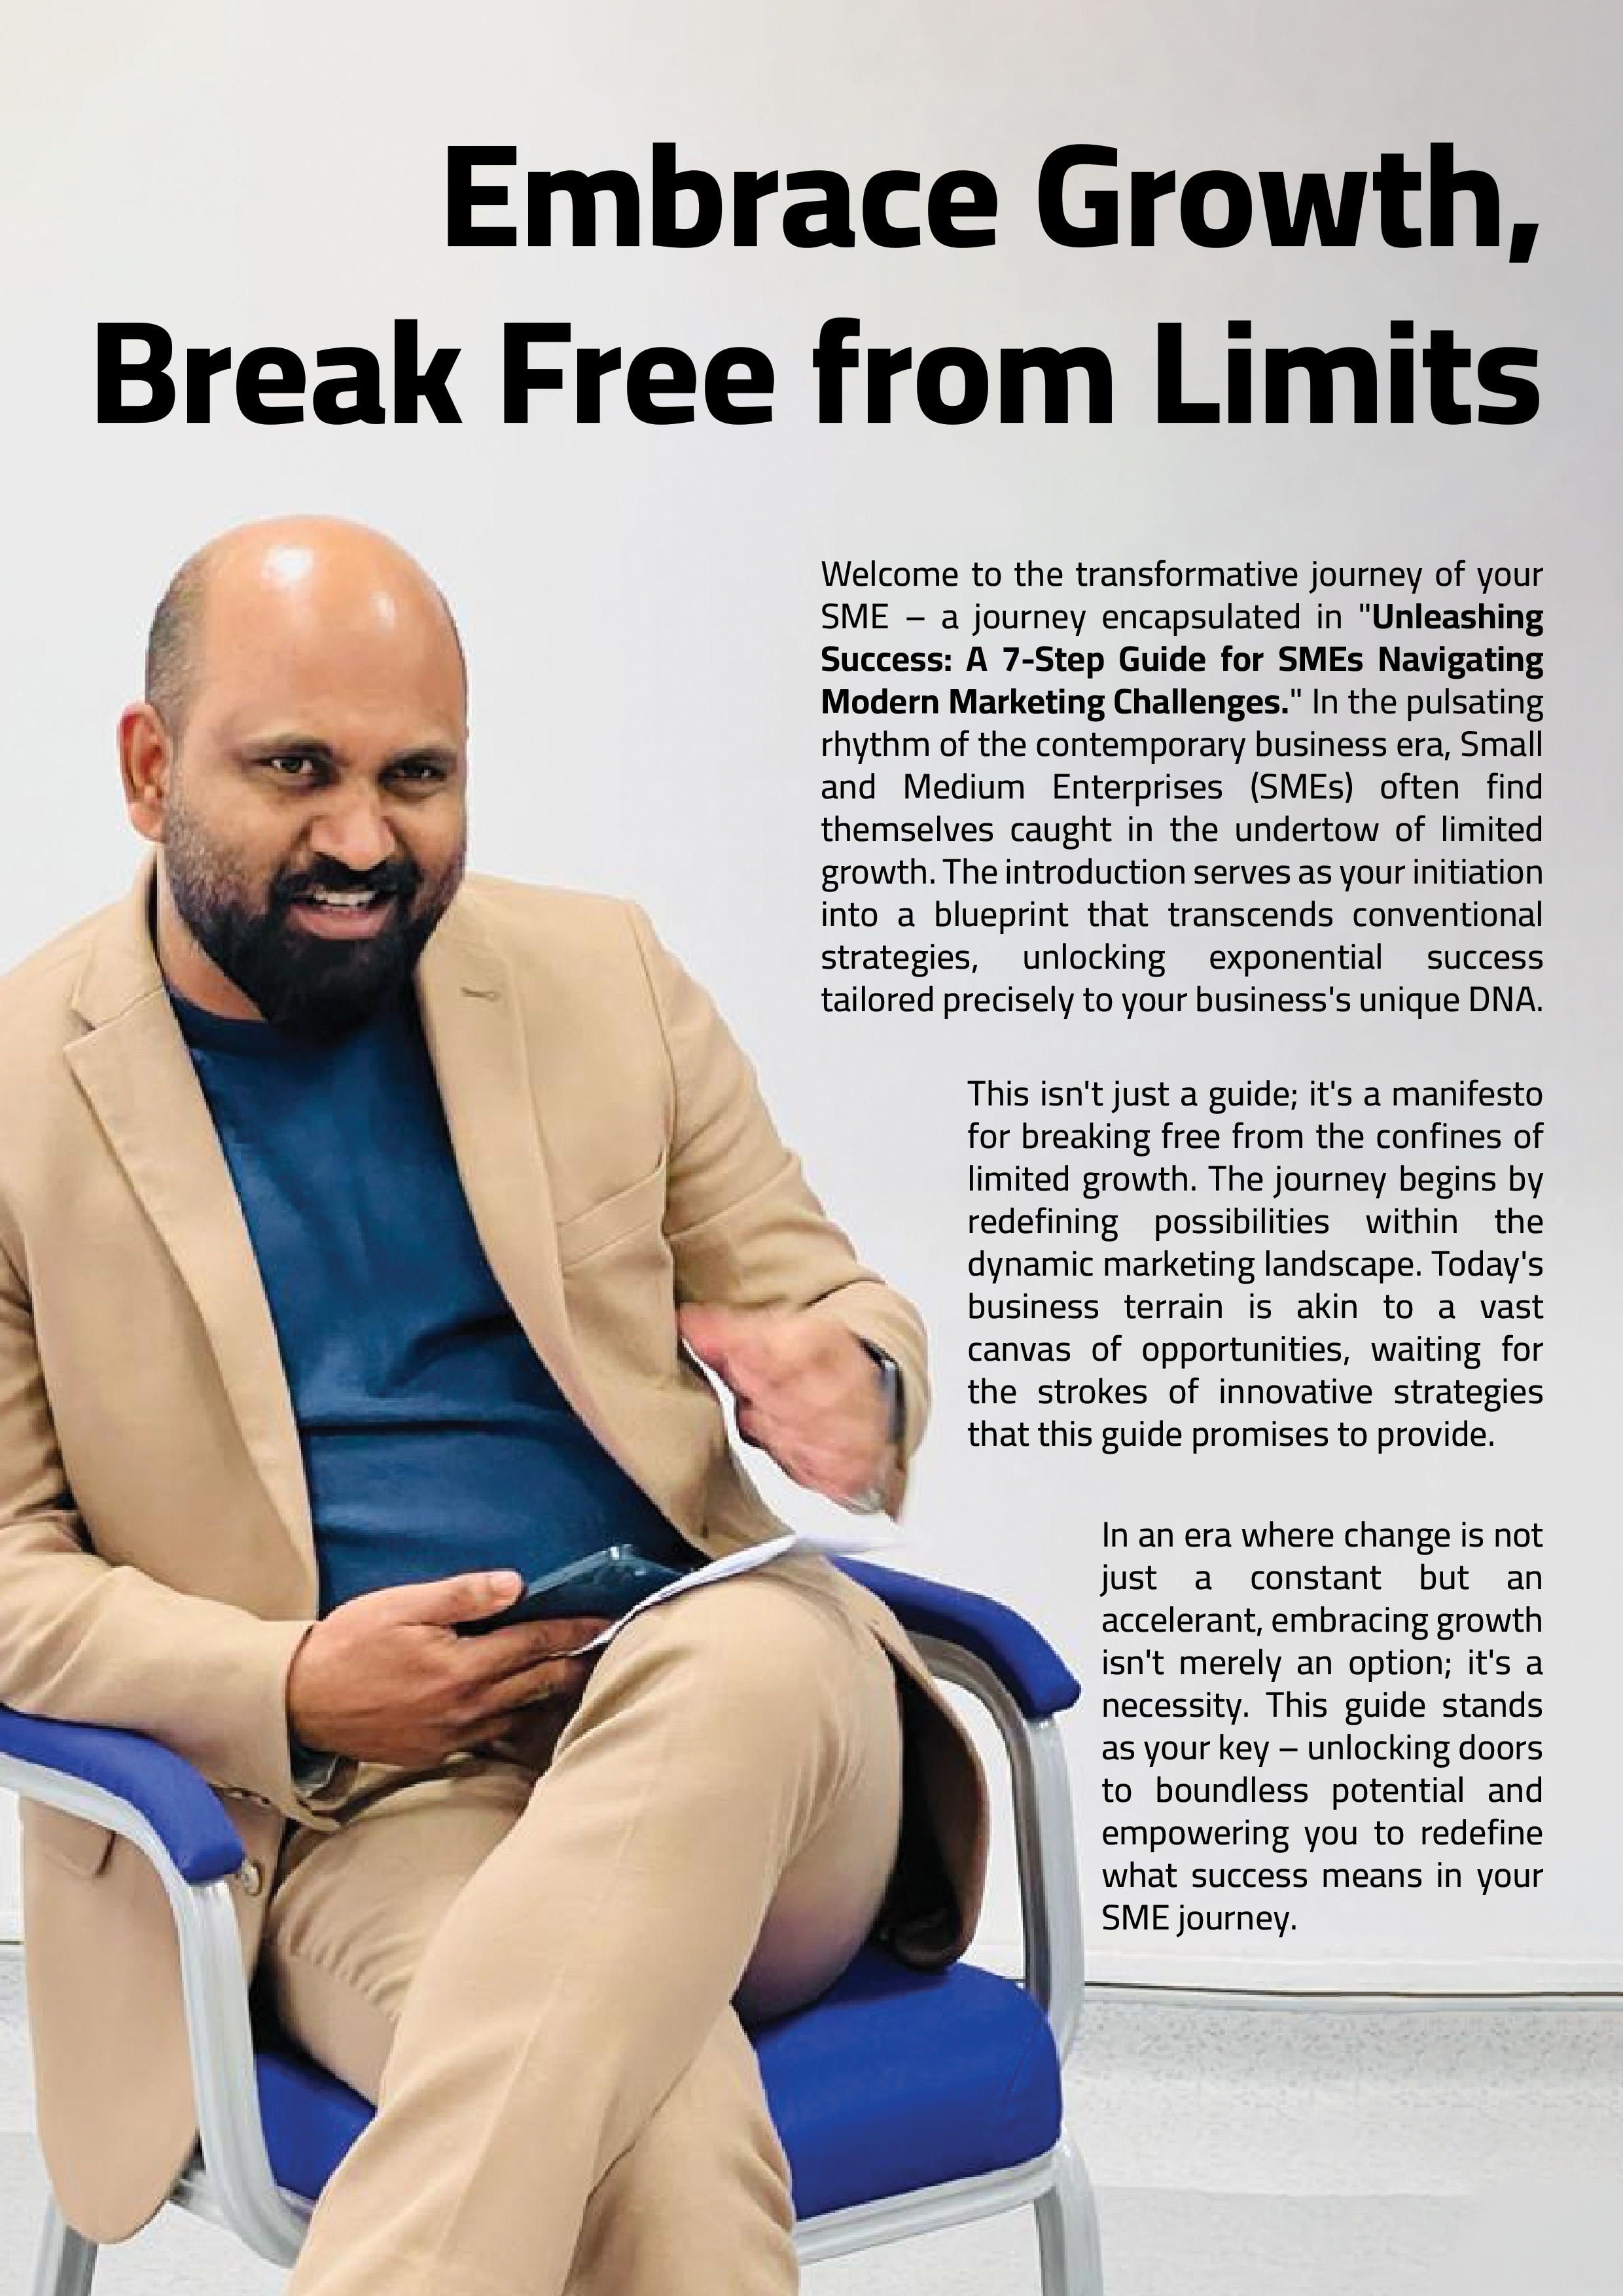 Embrace Growth,
Break Free from Limits
Welcome to the transformative journey of your
SME – a journey encapsulated in "Unleashing
Success: A 7-Step Guide for SMEs Navigating
Modern Marketing Challenges." In the pulsating
rhythm of the contemporary business era, Small
and Medium Enterprises (SMEs) often find
themselves caught in the undertow of limited
growth. The introduction serves as your initiation
into a blueprint that transcends conventional
strategies, unlocking exponential success
tailored precisely to your business's unique DNA.
This isn't just a guide; it's a manifesto
for breaking free from the confines of
limited growth. The journey begins by
redefining possibilities within the
dynamic marketing landscape. Today's
business terrain is akin to a vast
canvas of opportunities, waiting for
the strokes of innovative strategies
that this guide promises to provide.
In an era where change is not
just a constant but an
accelerant, embracing growth
isn't merely an option; it's a
necessity. This guide stands
as your key – unlocking doors
to boundless potential and
empowering you to redefine
what success means in your
SME journey.